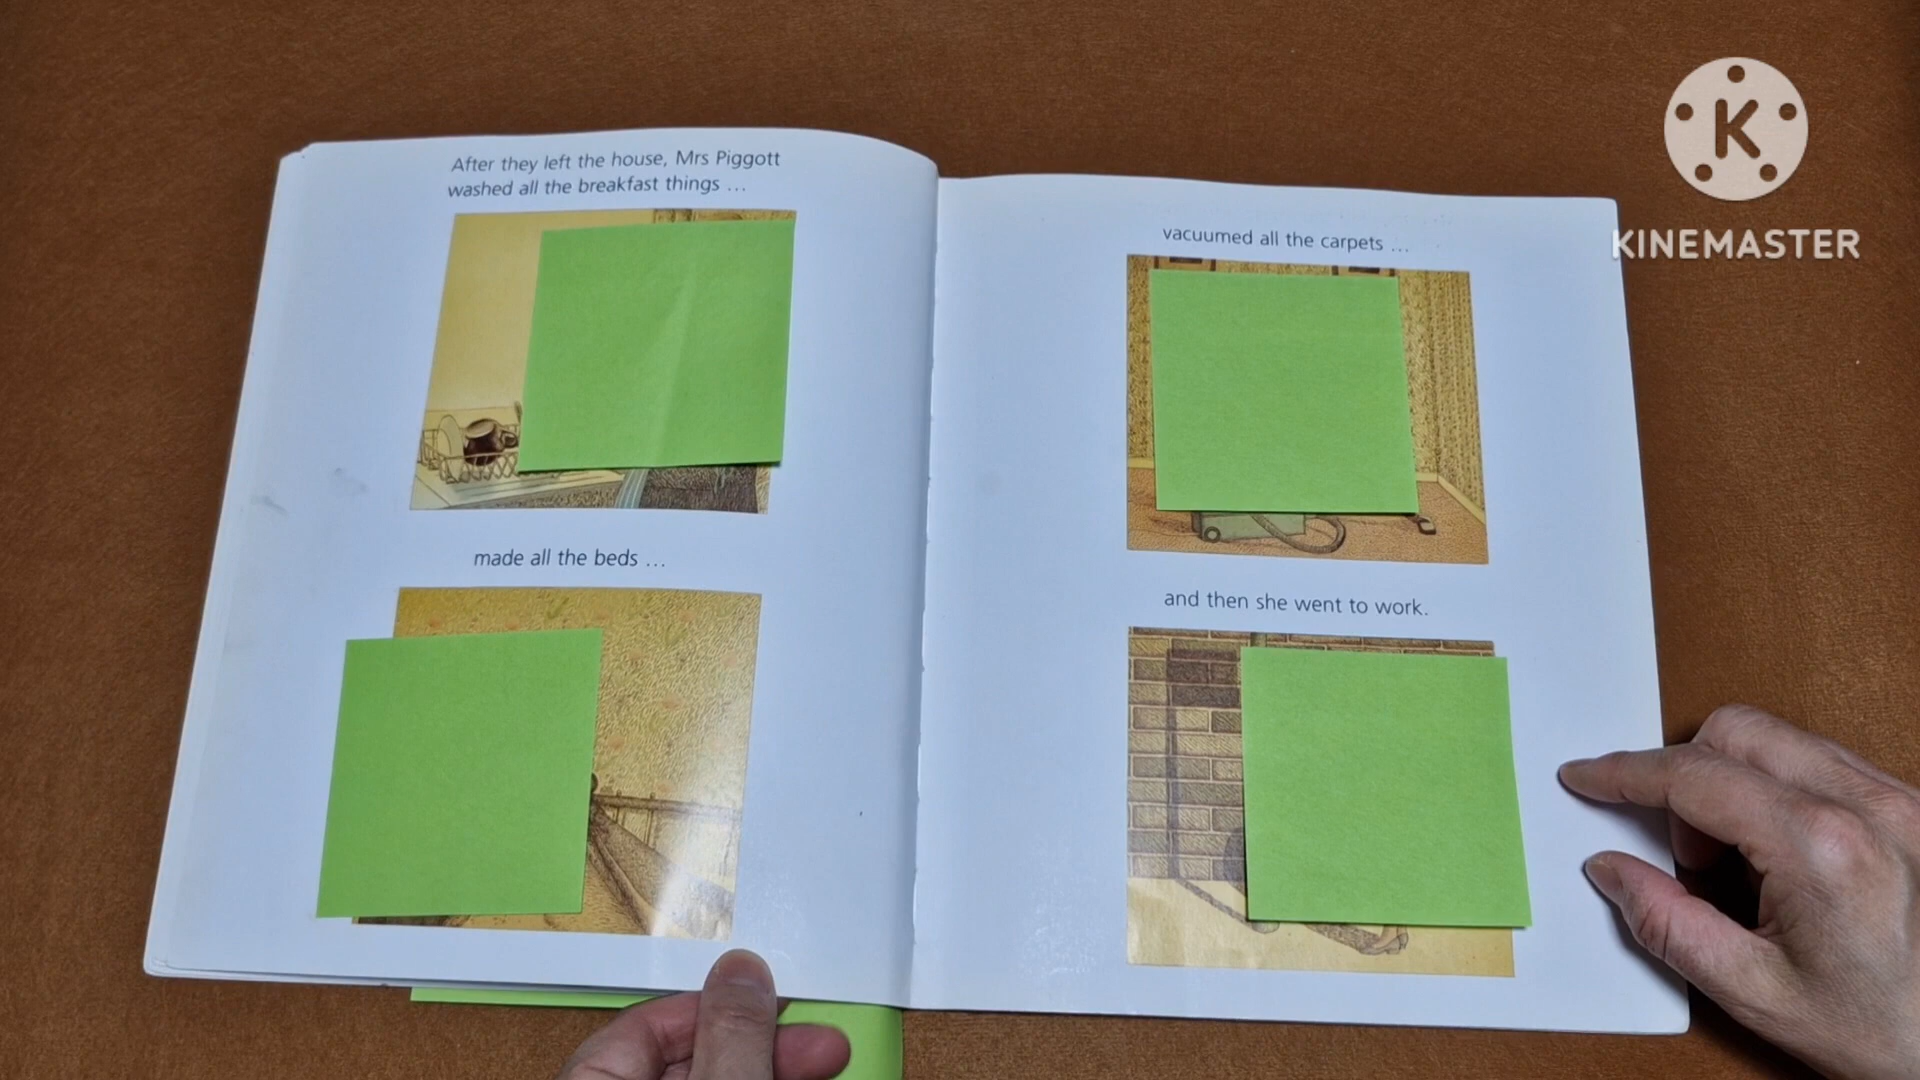 After they left the house, Mrs Piggott
washed all the breakfast things ...
made all the beds ...
vacuumed all the carpets ...
and then she went to work.
K
KINEMASTER